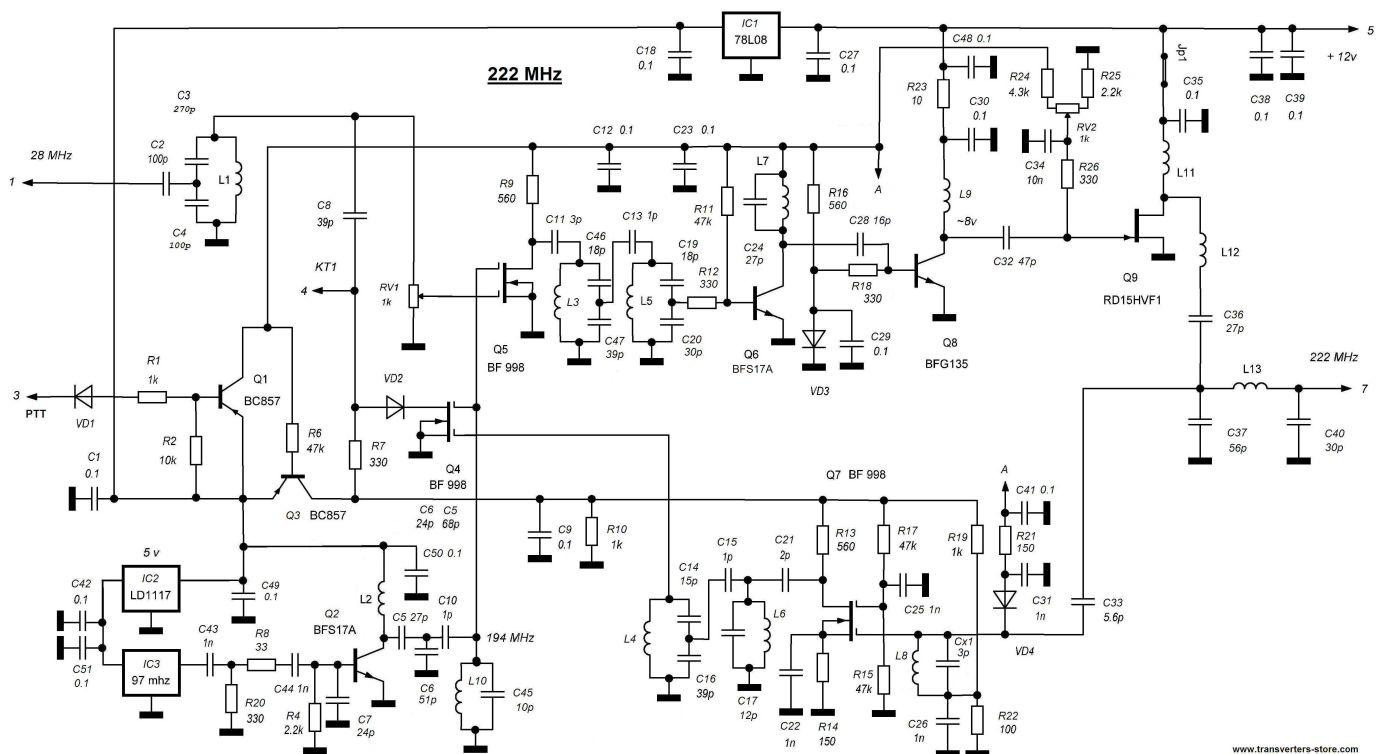 IC1
78L08
222 MHz
C18
0.1
C27
0.1
C48 0.1
Jp1
5
+ 12v
R24
4.3k
R25
2.2k
R23
10
C35
0.1
C38
0.1
C39
0.1
C30
0.1
RV2
1k
C34
10n
R26
330
C3
270p
28 MHz
C2
100p
1
L1
C4
100p
C8
39p
C12 0.1
C23 0.1
R9
560
L7
R11
47k
R16
560
A
L9
~8v
L11
C11 3p
C13 1p
C46
18p
C19
18p
C28 16p
KT1
4
RV1
1k
L3
L5
R12
330
C24
27p
R18
330
C32 47p
Q9
RD15HVF1
L12
C47
39p
C20
30p
Q5
BF 998
Q6
BFS17A
C29
0.1
VD3
Q8
BFG135
C36
27p
222 MHz
L13
7
R1
1k
3
PTT
VD1
Q1
BC857
VD2
R2
10k
R6
47k
R7
330
Q4
BF 998
C37
56p
C40
30p
C1
0.1
Q3
BC857
C6
24p
C5
68p
C9
0.1
R10
1k
Q7 BF 998
A
C41 0.1
R13
560
R17
47k
R19
1k
R21
150
5 v
IC2
LD1117
C42
0.1
C49
0.1
C50 0.1
L2
C15
1p
C21
2p
C14
15p
C25 1n
C31
1n
C33
5.6p
Q2
BFS17A
C5 27p
C10
1p
194 MHz
C43
1n
R8
33
L4
L6
L8
Cx1
3p
VD4
C51
0.1
IC3
97 mhz
C44 1n
R20
330
R4
2.2k
C7
24p
C6
51p
L10
C45
10p
C16
39p
C17
12p
C22
1n
R14
150
R15
47k
C26
1n
R22
100
www.transverters-store.com